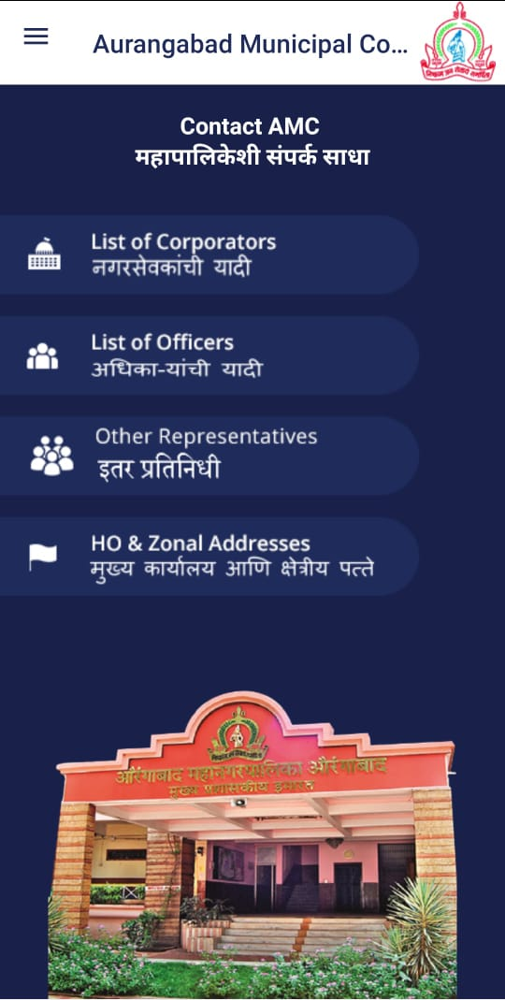 Aurangabad Municipal Co...
Contact AMC
महापालिकेशी संपर्क साधा
List of Corporators
नगरसेवकांची यादी
List of Officers
अधिका-यांची यादी
Other Representatives
इतर प्रतिनिधी
HO & Zonal Addresses
मुख्य कार्यालय आणि क्षेत्रीय पत्ते
औरंगाबाद महानगरपालिका औरंगाबाद
मुख्य प्रशासकीय इमारत